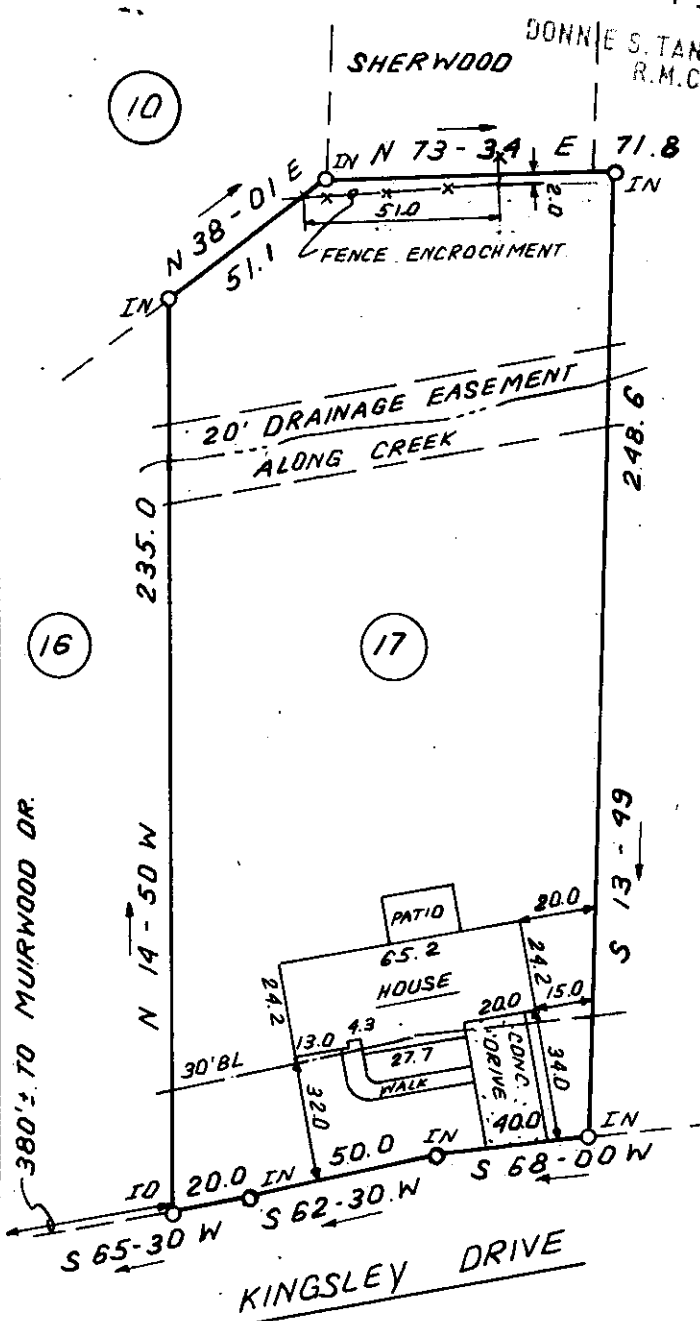 DONNIE S. TAN
R.M.C
SHERWOOD
10
IN N 73-34 E 71.8
IN
N 38-01 E
51.1
51.0
2.0
FENCE ENCROCHMENT
IN
20' DRAINAGE EASEMENT
ALONG CREEK
235.0
248.6
16
17
380'± TO MUIRWOOD DR.
N 14-50 W
S 13-49
PATIO
20.0
65.2
HOUSE
24.2
24.2
20.0
15.0
13.0
4.3
27.7
30'BL
WALK
CONC.
DRIVE
32.0
34.0
40.0
IN
IO
20.0
IN
50.0
IN
S 65-30 W
S 62-30 W
S 68-00 W
KINGSLEY DRIVE